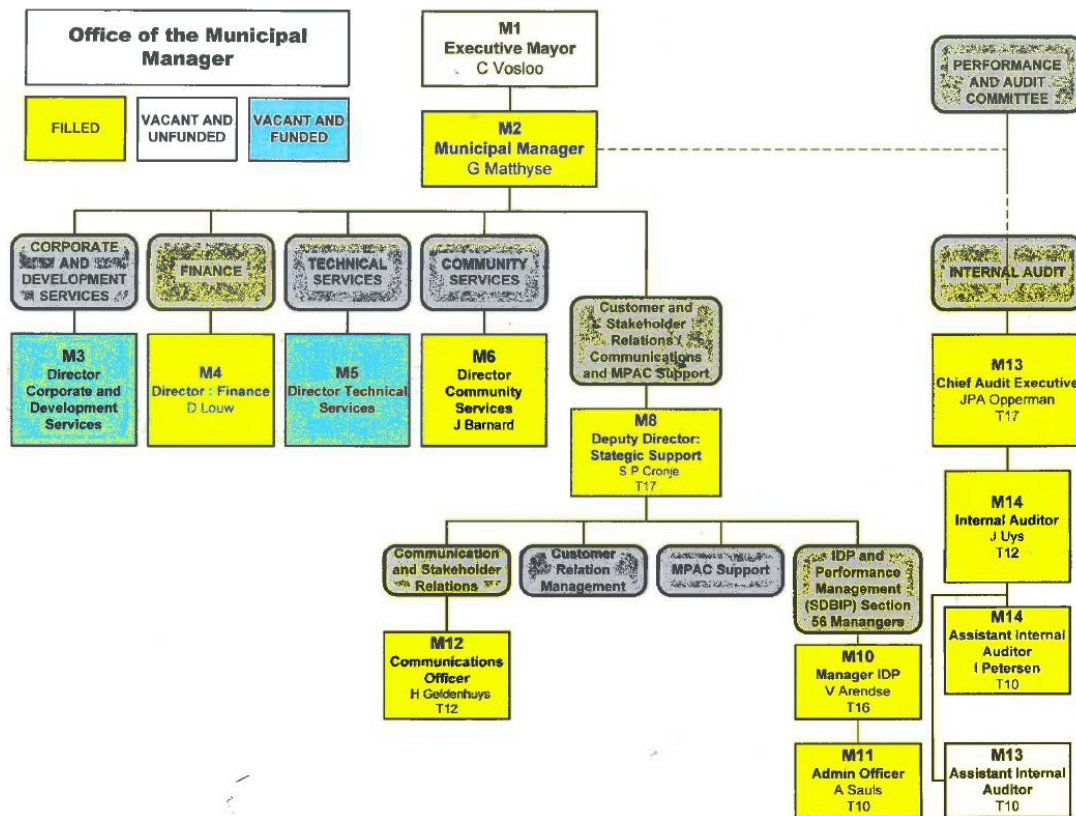 Office of the Municipal
Manager
FILLED
VACANT AND
UNFUNDED
VACANT AND
FUNDED
M1
Executive Mayor
C Vosloo
M2
Municipal Manager
G Matthyse
PERFORMANCE
AND AUDIT
COMMITTEE
CORPORATE
AND
DEVELOPMENT
SERVICES
FINANCE
TECHNICAL
SERVICES
COMMUNITY
SERVICES
Customer and
Stakeholder
Relations /
Communications
and MPAC Support
INTERNAL AUDIT
M3
Director
Corporate and
Development
Services
M4
Director : Finance
D Louw
M5
Director Technical
Services
M6
Director
Community
Services
J Barnard
M8
Deputy Director:
Stategic Support
S P Cronje
T17
M13
Chief Audit Executive
JPA Opperman
T17
M14
Internal Auditor
J Uys
T12
Communication
and Stakeholder
Relations
Customer
Relation
Management
MPAC Support
IDP and
Performance
Management
(SDBIP) Section
56 Manangers
M12
Communications
Officer
H Geldenhuys
T12
M10
Manager IDP
V Arendse
T16
M11
Admin Officer
A Sauls
T10
M14
Assistant Internal
Auditor
I Petersen
T10
M13
Assistant Internal
Auditor
T10